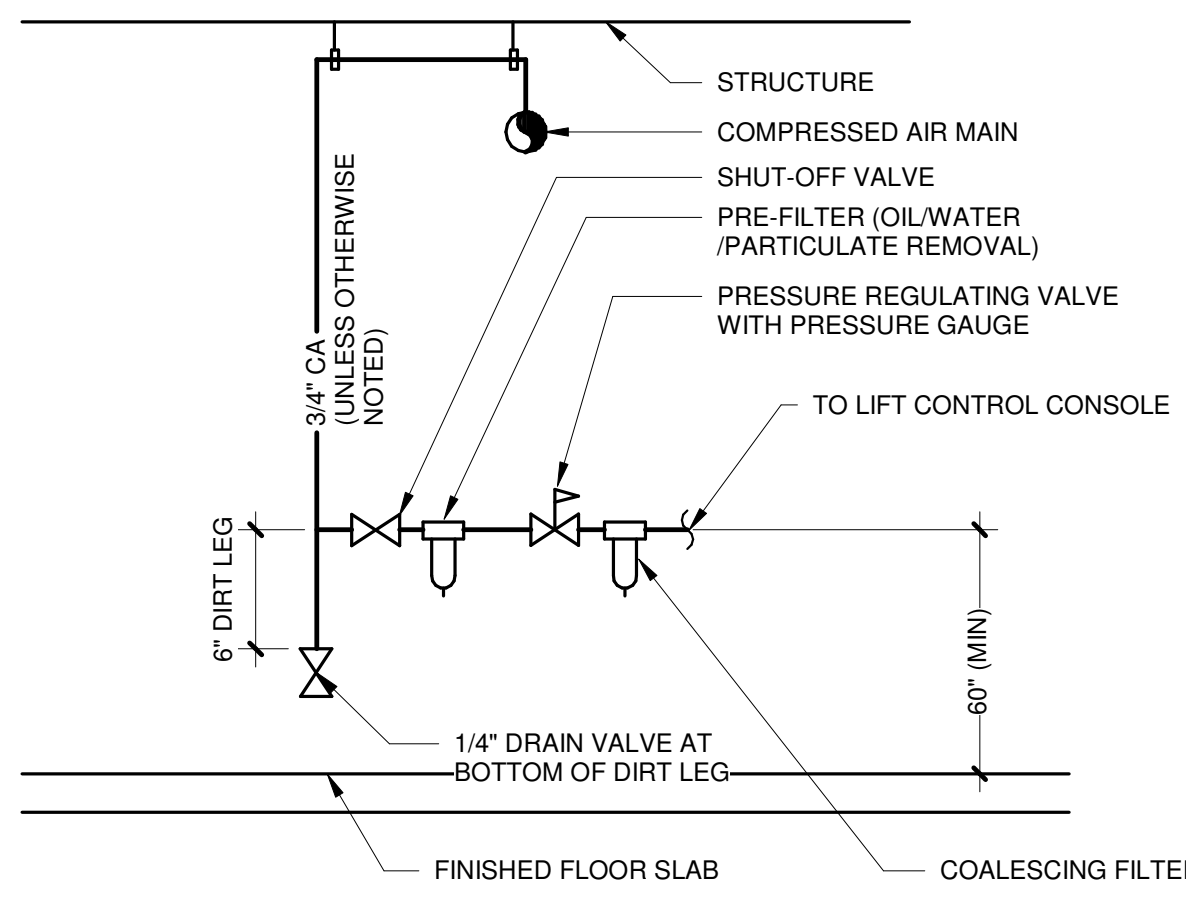 STRUCTURE
COMPRESSED AIR MAIN
SHUT-OFF VALVE
PRE-FILTER (OIL/WATER
/PARTICULATE REMOVAL)
PRESSURE REGULATING VALVE
WITH PRESSURE GAUGE
TO LIFT CONTROL CONSOLE
3/4" CA
(UNLESS OTHERWISE
NOTED)
6" DIRT LEG
60" (MIN)
1/4" DRAIN VALVE AT
BOTTOM OF DIRT LEG
FINISHED FLOOR SLAB
COALESCING FILTE